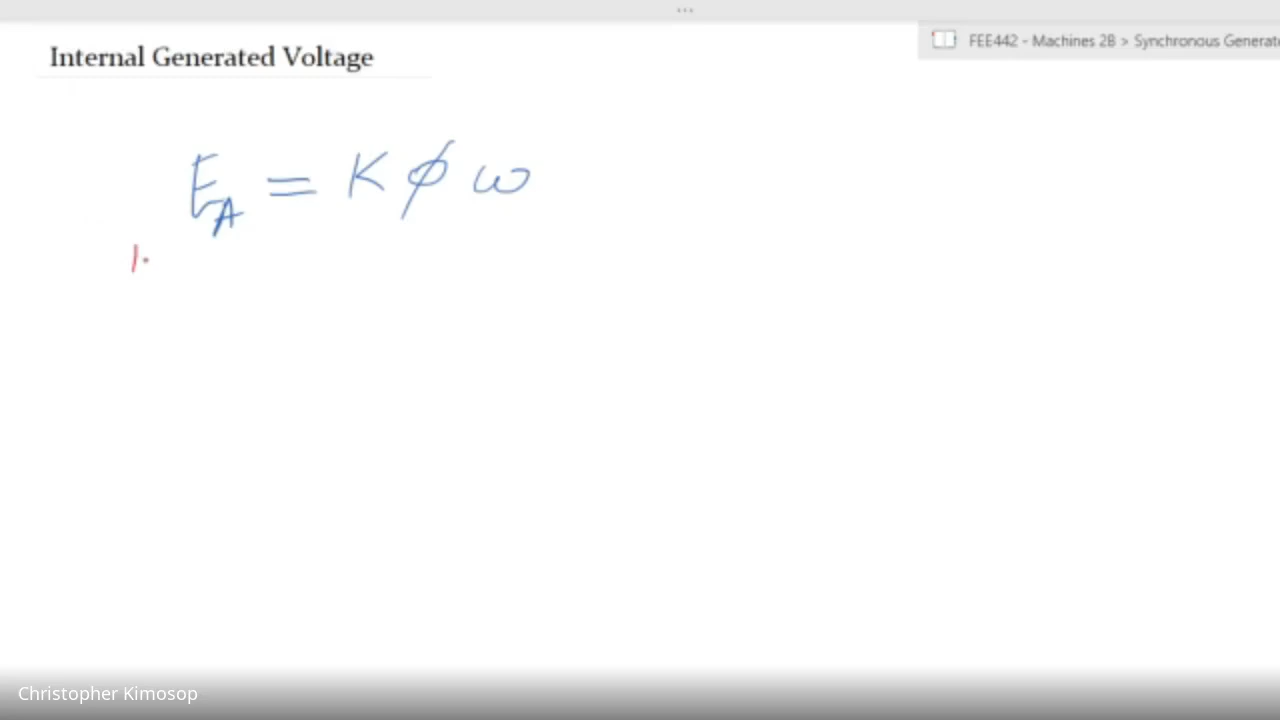 ...
FEE442 - Machines 2B > Synchronous Generat
Internal Generated Voltage
E_A = K φ ω
1.
Christopher Kimosop